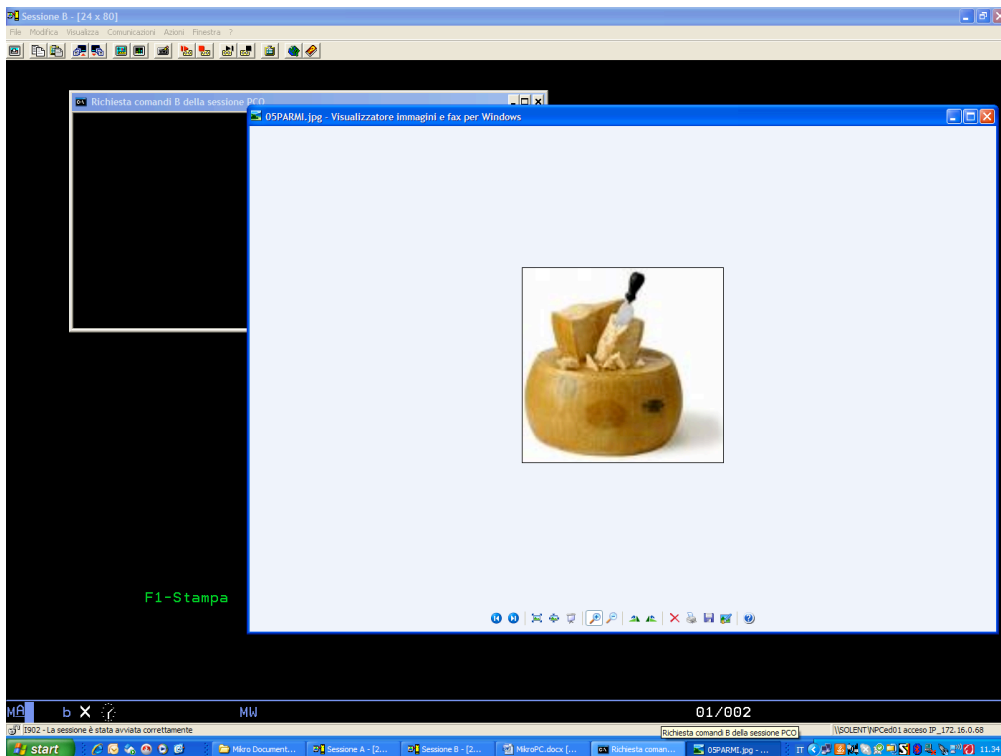 Sessione B - [24 x 80]
File Modifica Visualizza Comunicazioni Azioni Finestra ?
Richiesta comandi B della sessione PCO
05PARMI.jpg - Visualizzatore immagini e fax per Windows
F1-Stampa
MA b X MW 01/002
I902 - La sessione è stata avviata correttamente
Richiesta comandi B della sessione PCO
\\SOLENT\NPCed01 acceso IP_172.16.0.68
start
Mikro Document...
Sessione A - [2...
Sessione B - [2...
MikroPC.docx [...
Richiesta coman...
05PARMI.jpg - ...
IT
11.34